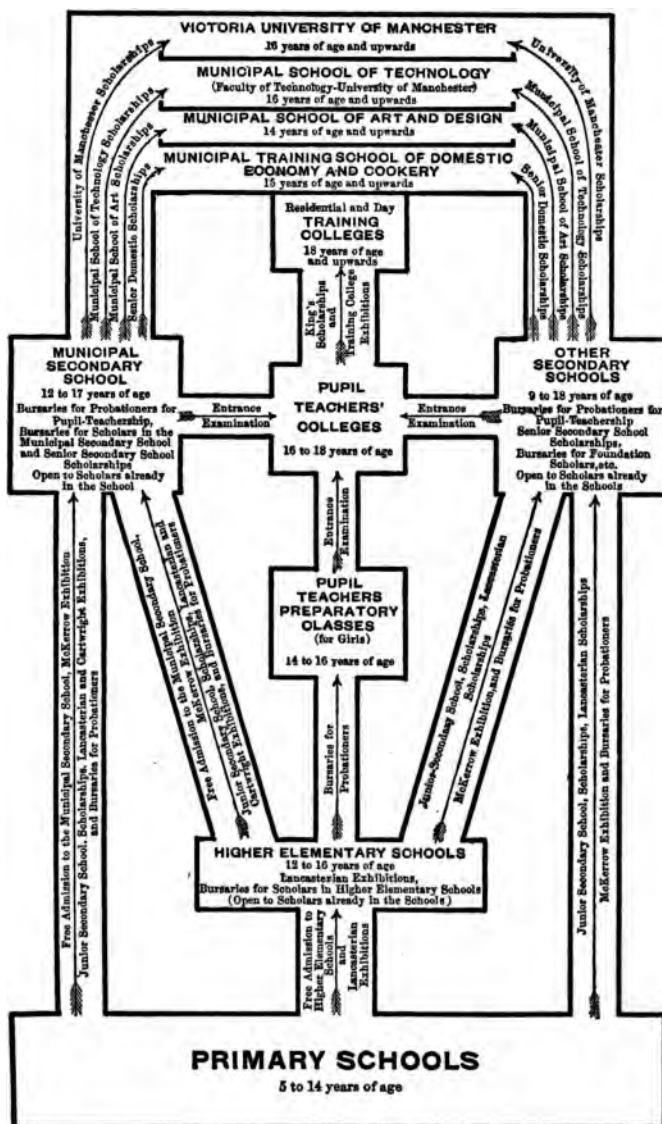 VICTORIA UNIVERSITY OF MANCHESTER
16 years of age and upwards
MUNICIPAL SCHOOL OF TECHNOLOGY
(Faculty of Technology-University of Manchester)
16 years of age and upwards
MUNICIPAL SCHOOL OF ART AND DESIGN
14 years of age and upwards
MUNICIPAL TRAINING SCHOOL OF DOMESTIC
ECONOMY AND COOKERY
15 years of age and upwards
University of Manchester Scholarships
Municipal School of Technology Scholarships
Municipal School of Art Scholarships
Senior Domestic Scholarships
Senior Domestic Scholarships
Municipal School of Art Scholarships
Municipal School of Technology Scholarships
University of Manchester Scholarships
Residential and Day
TRAINING
COLLEGES
18 years of age
and upwards
King's
Scholarships
and
Training College
Exhibitions
MUNICIPAL
SECONDARY
SCHOOL
12 to 17 years of age
Bursaries for Probationers for
Pupil-Teachership,
Bursaries for Scholars in the
Municipal Secondary School
and Senior Secondary School
Scholarships
Open to Scholars already
in the School
Entrance
Examination
PUPIL
TEACHERS'
COLLEGES
16 to 18 years of age
Entrance
Examination
OTHER
SECONDARY
SCHOOLS
9 to 18 years of age
Bursaries for Probationers for
Pupil-Teachership
Senior Secondary School
Scholarships,
Bursaries for Foundation
Scholars, etc.
Open to Scholars already
in the Schools
Entrance
Examination
PUPIL
TEACHERS
PREPARATORY
CLASSES
(for Girls)
14 to 16 years of age
Bursaries for
Probationers
Free Admission to the Municipal Secondary School, McKerrow Exhibition
Junior Secondary School, Scholarships, Lancasterian and Cartwright Exhibitions,
and Bursaries for Probationers
Free Admission to the Municipal Secondary School,
McKerrow Exhibition
Junior Secondary School, Scholarships, Lancasterian and
Cartwright Exhibitions, and Bursaries for Probationers
Junior Secondary School, Scholarships, Lancasterian
Scholarships
McKerrow Exhibition, and Bursaries for Probationers
Junior Secondary School, Scholarships, Lancasterian Scholarships
McKerrow Exhibition and Bursaries for Probationers
HIGHER ELEMENTARY SCHOOLS
12 to 16 years of age
Lancasterian Exhibitions,
Bursaries for Scholars in Higher Elementary Schools
(Open to Scholars already in the Schools)
Free Admission to
Higher Elementary
Schools
and
Lancasterian
Exhibitions
PRIMARY SCHOOLS
5 to 14 years of age